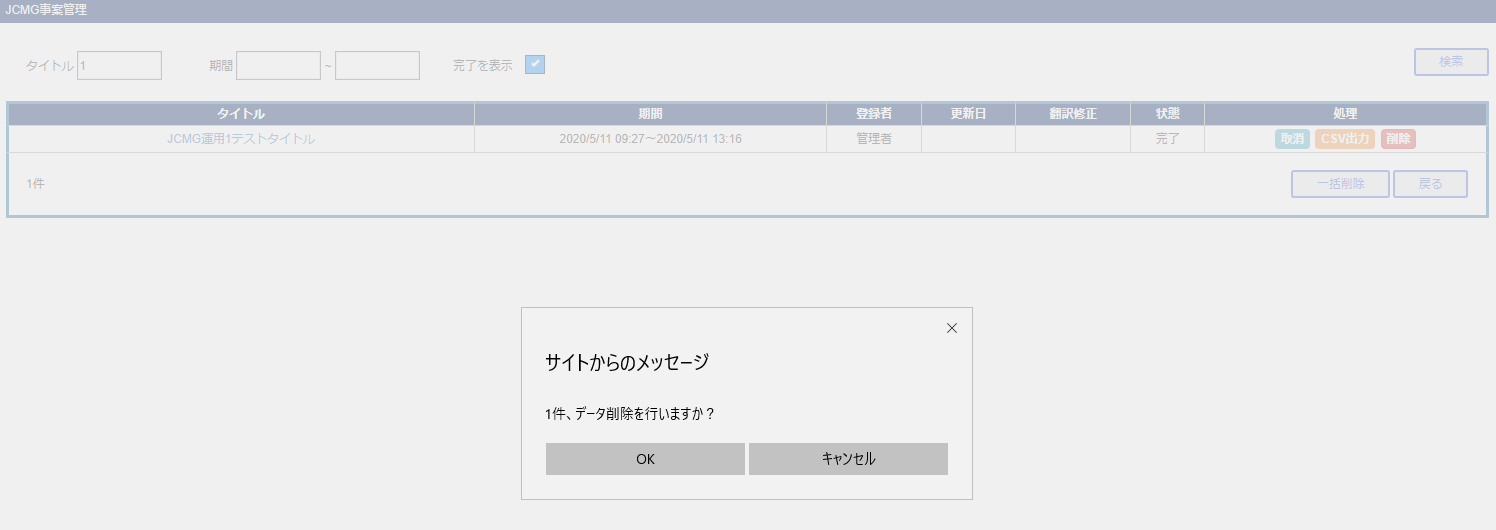 JCMG事案管理
タイトル 1 期間 ~ 完了を表示 検索
タイトル 期間 登録者 更新日 翻訳修正 状態 処理
JCMG運用1テストタイトル 2020/5/11 09:27～2020/5/11 13:16 管理者 完了 取消 CSV出力 削除
1件 一括削除 戻る
サイトからのメッセージ
1件、データ削除を行いますか？
OK キャンセル